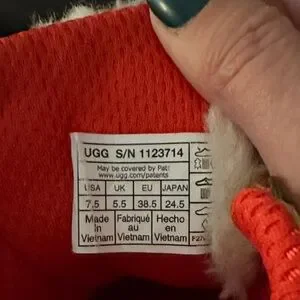 UGG S/N 1123714
May be covered by Pat:
www.ugg.com/patents
USA UK EU JAPAN
7,5 5.5 38.5 24.5
Made Fabriqué Hecho
In au en
Vietnam Vietnam Vietnam